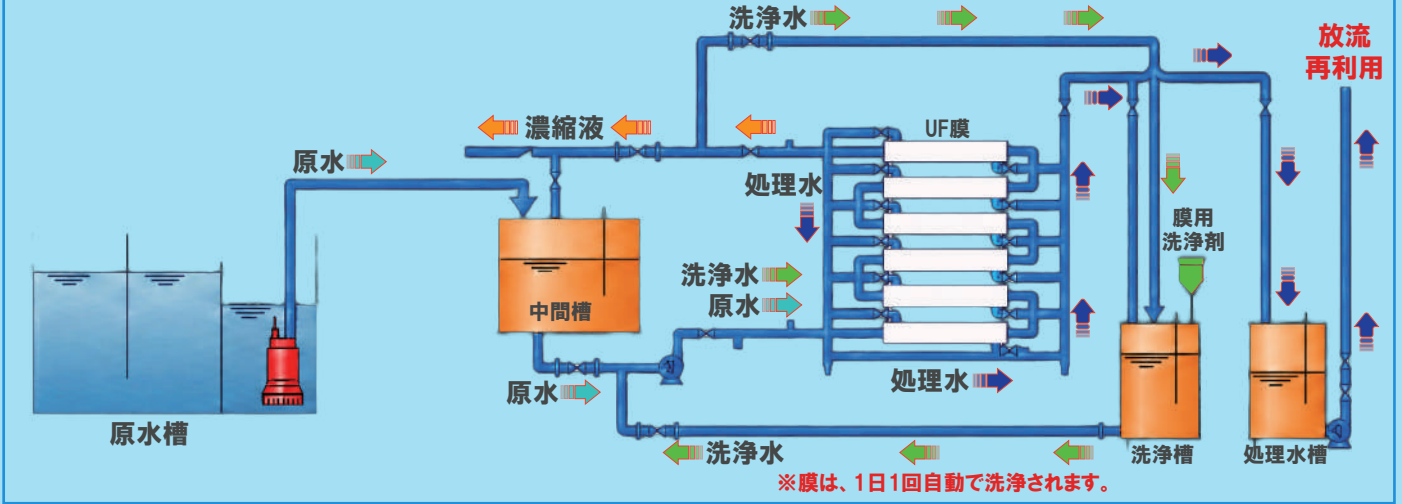 洗浄水
放流
再利用
濃縮液
UF膜
原水
処理水
膜用
洗浄剤
洗浄水
中間槽
原水
処理水
原水
原水槽
洗浄水
洗浄槽
処理水槽
※膜は、1日1回自動で洗浄されます。